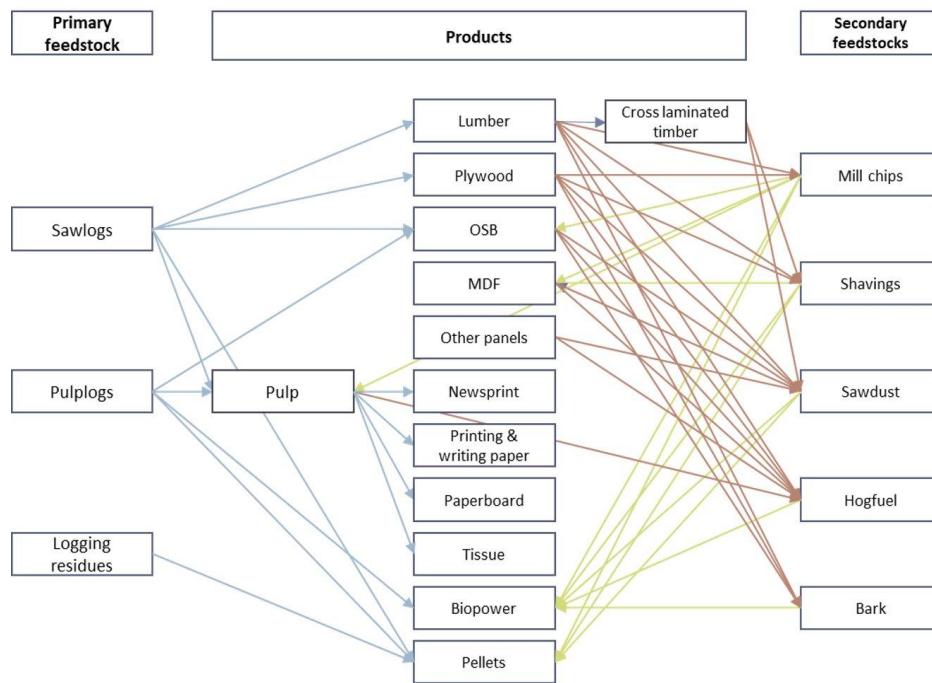 Primary
feedstock
Products
Secondary
feedstocks
Lumber
Cross laminated
timber
Plywood
Mill chips
Sawlogs
OSB
MDF
Shavings
Other panels
Pulplogs
Pulp
Newsprint
Sawdust
Printing &
writing paper
Paperboard
Hogfuel
Logging
residues
Tissue
Biopower
Bark
Pellets